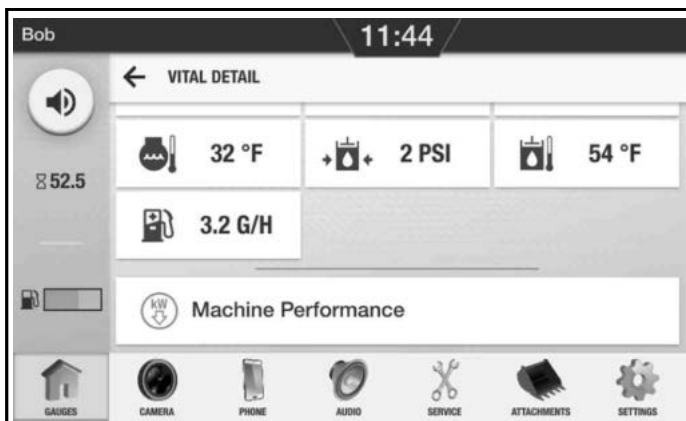 Bob
11:44
VITAL DETAIL
32 °F
2 PSI
54 °F
52.5
3.2 G/H
kW
Machine Performance
GAUGES
CAMERA
PHONE
AUDIO
SERVICE
ATTACHMENTS
SETTINGS